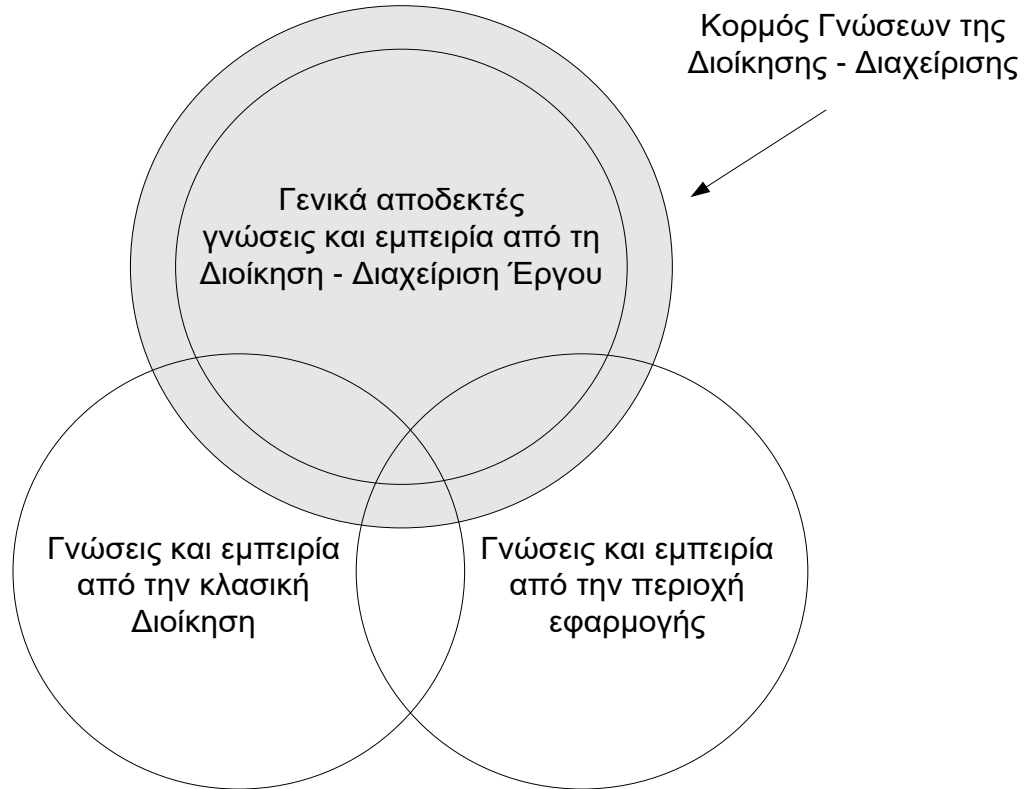 Κορμός Γνώσεων της
Διοίκησης - Διαχείρισης
Γενικά αποδεκτές
γνώσεις και εμπειρία από τη
Διοίκηση - Διαχείριση Έργου
Γνώσεις και εμπειρία
από την κλασική
Διοίκηση
Γνώσεις και εμπειρία
από την περιοχή
εφαρμογής